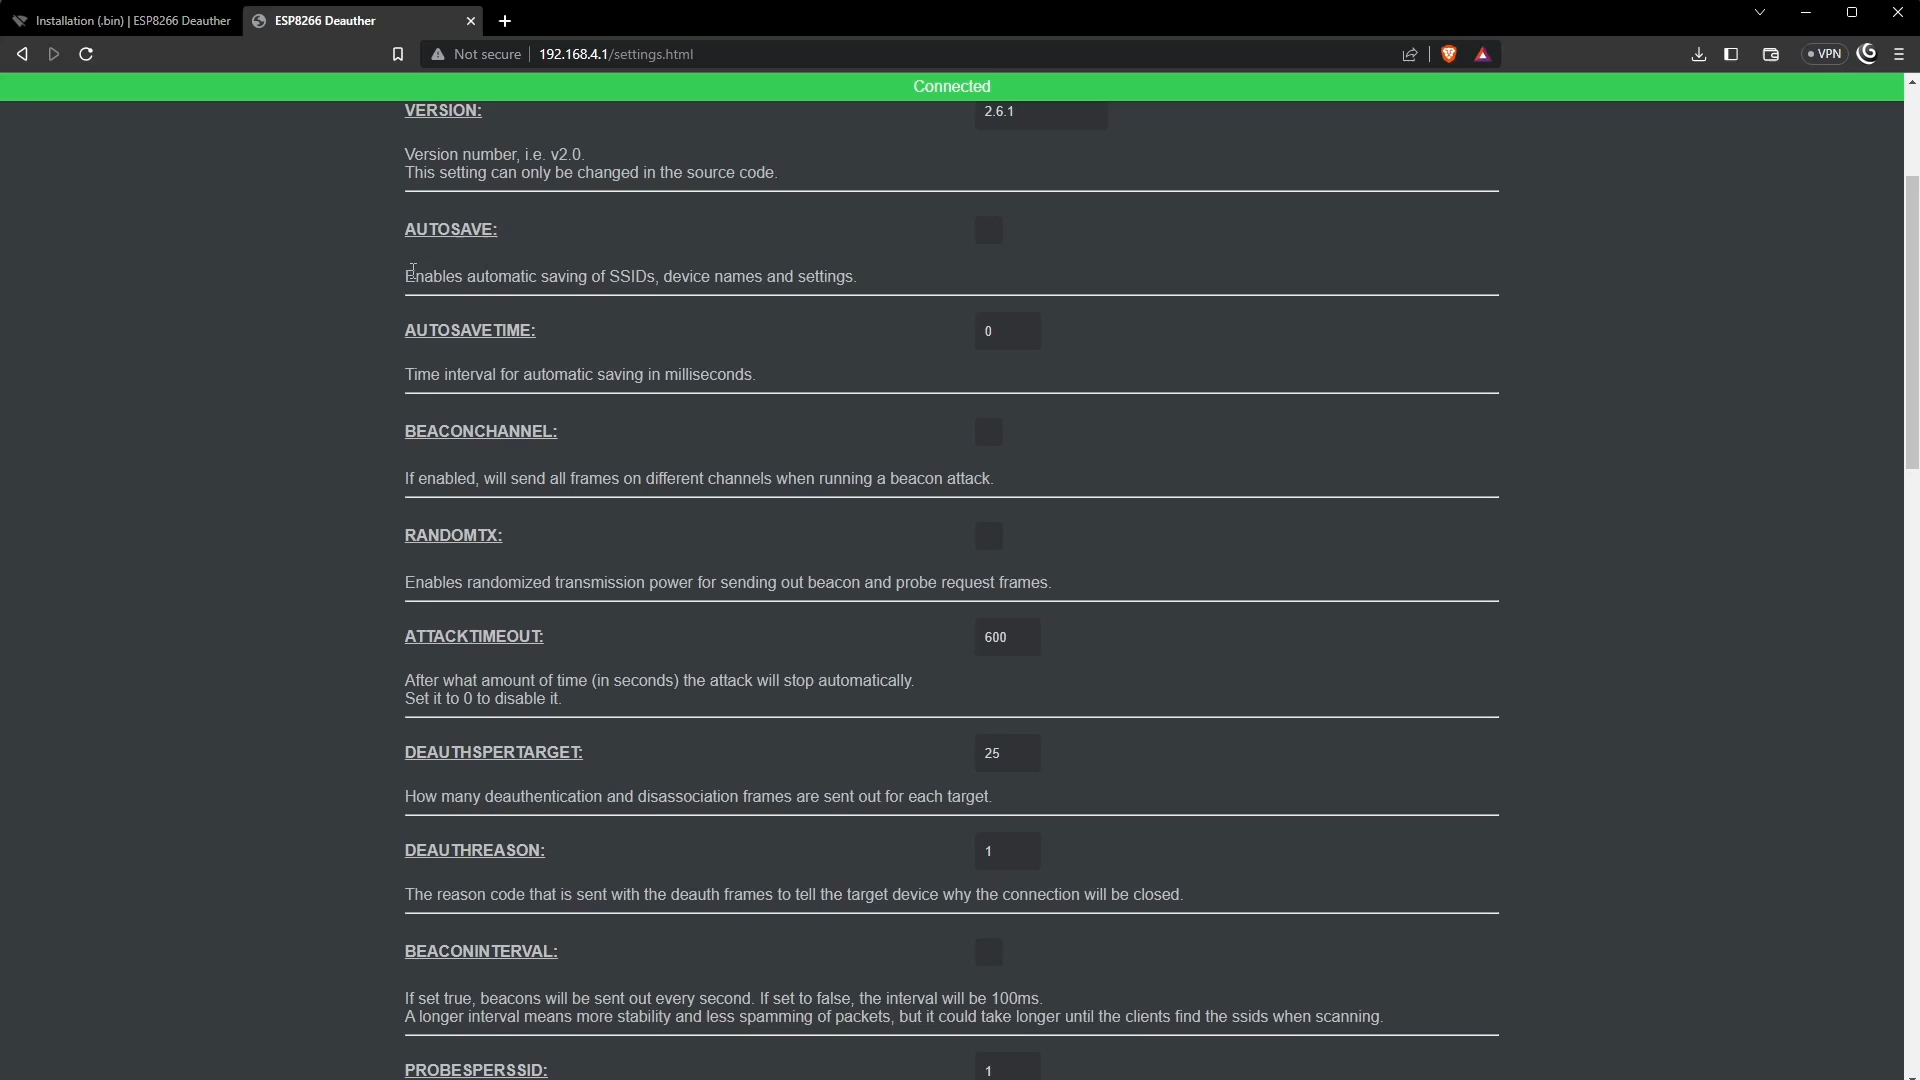 Installation (.bin) | ESP8266 Deauther
ESP8266 Deauther
Not secure
192.168.4.1/settings.html
VPN
Connected
VERSION:
2.6.1
Version number, i.e. v2.0.
This setting can only be changed in the source code.
AUTOSAVE:
Enables automatic saving of SSIDs, device names and settings.
AUTOSAVETIME:
0
Time interval for automatic saving in milliseconds.
BEACONCHANNEL:
If enabled, will send all frames on different channels when running a beacon attack.
RANDOMTX:
Enables randomized transmission power for sending out beacon and probe request frames.
ATTACKTIMEOUT:
600
After what amount of time (in seconds) the attack will stop automatically.
Set it to 0 to disable it.
DEAUTHSPERTARGET:
25
How many deauthentication and disassociation frames are sent out for each target.
DEAUTHREASON:
1
The reason code that is sent with the deauth frames to tell the target device why the connection will be closed.
BEACONINTERVAL:
If set true, beacons will be sent out every second. If set to false, the interval will be 100ms.
A longer interval means more stability and less spamming of packets, but it could take longer until the clients find the ssids when scanning.
PROBESPERSSID:
1